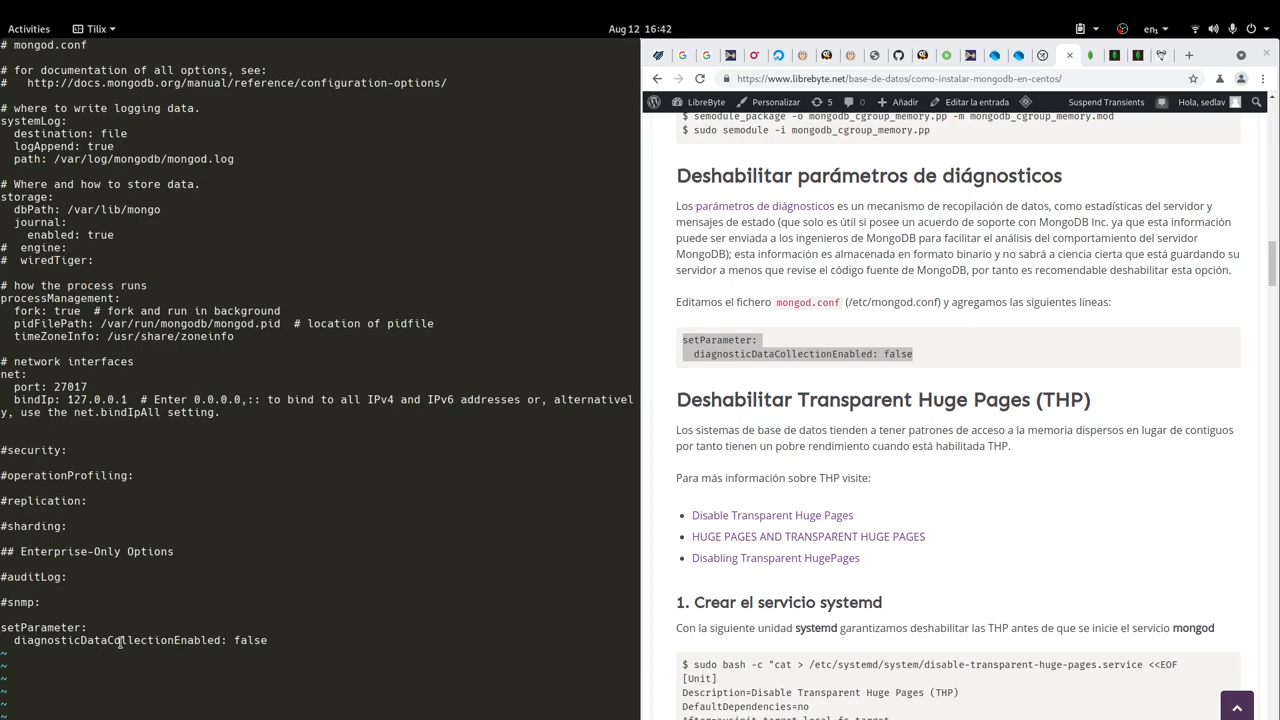 Activities
Tilix
Aug 12 16:42
en₁
# mongod.conf
# for documentation of all options, see:
#   http://docs.mongodb.org/manual/reference/configuration-options/
# where to write logging data.
systemLog:
  destination: file
  logAppend: true
  path: /var/log/mongodb/mongod.log
# Where and how to store data.
storage:
  dbPath: /var/lib/mongo
  journal:
    enabled: true
#  engine:
#  wiredTiger:
# how the process runs
processManagement:
  fork: true  # fork and run in background
  pidFilePath: /var/run/mongodb/mongod.pid  # location of pidfile
  timeZoneInfo: /usr/share/zoneinfo
# network interfaces
net:
  port: 27017
  bindIp: 127.0.0.1  # Enter 0.0.0.0,:: to bind to all IPv4 and IPv6 addresses or, alternativel
y, use the net.bindIpAll setting.
#security:
#operationProfiling:
#replication:
#sharding:
## Enterprise-Only Options
#auditLog:
#snmp:
setParameter:
  diagnosticDataCollectionEnabled: false
~
~
~
~
~
~
https://www.librebyte.net/base-de-datos/como-instalar-mongodb-en-centos/
LibreByte
Personalizar
5
0
Añadir
Editar la entrada
Suspend Transients
Hola, sedlav
$ semodule_package -o mongodb_cgroup_memory.pp -m mongodb_cgroup_memory.mod
$ sudo semodule -i mongodb_cgroup_memory.pp
Deshabilitar parámetros de diágnosticos
Los parámetros de diágnosticos es un mecanismo de recopilación de datos, como estadísticas del servidor y
mensajes de estado (que solo es útil si posee un acuerdo de soporte con MongoDB Inc. ya que esta información
puede ser enviada a los ingenieros de MongoDB para facilitar el análisis del comportamiento del servidor
MongoDB); esta información es almacenada en formato binario y no sabrá a ciencia cierta que está guardando su
servidor a menos que revise el código fuente de MongoDB, por tanto es recomendable deshabilitar esta opción.
Editamos el fichero mongod.conf (/etc/mongod.conf) y agregamos las siguientes líneas:
setParameter:
  diagnosticDataCollectionEnabled: false
Deshabilitar Transparent Huge Pages (THP)
Los sistemas de base de datos tienden a tener patrones de acceso a la memoria dispersos en lugar de contiguos
por tanto tienen un pobre rendimiento cuando está habilitada THP.
Para más información sobre THP visite:
Disable Transparent Huge Pages
HUGE PAGES AND TRANSPARENT HUGE PAGES
Disabling Transparent HugePages
1. Crear el servicio systemd
Con la siguiente unidad systemd garantizamos deshabilitar las THP antes de que se inicie el servicio mongod
$ sudo bash -c "cat > /etc/systemd/system/disable-transparent-huge-pages.service <<EOF
[Unit]
Description=Disable Transparent Huge Pages (THP)
DefaultDependencies=no
After=sysinit.target local-fs.target